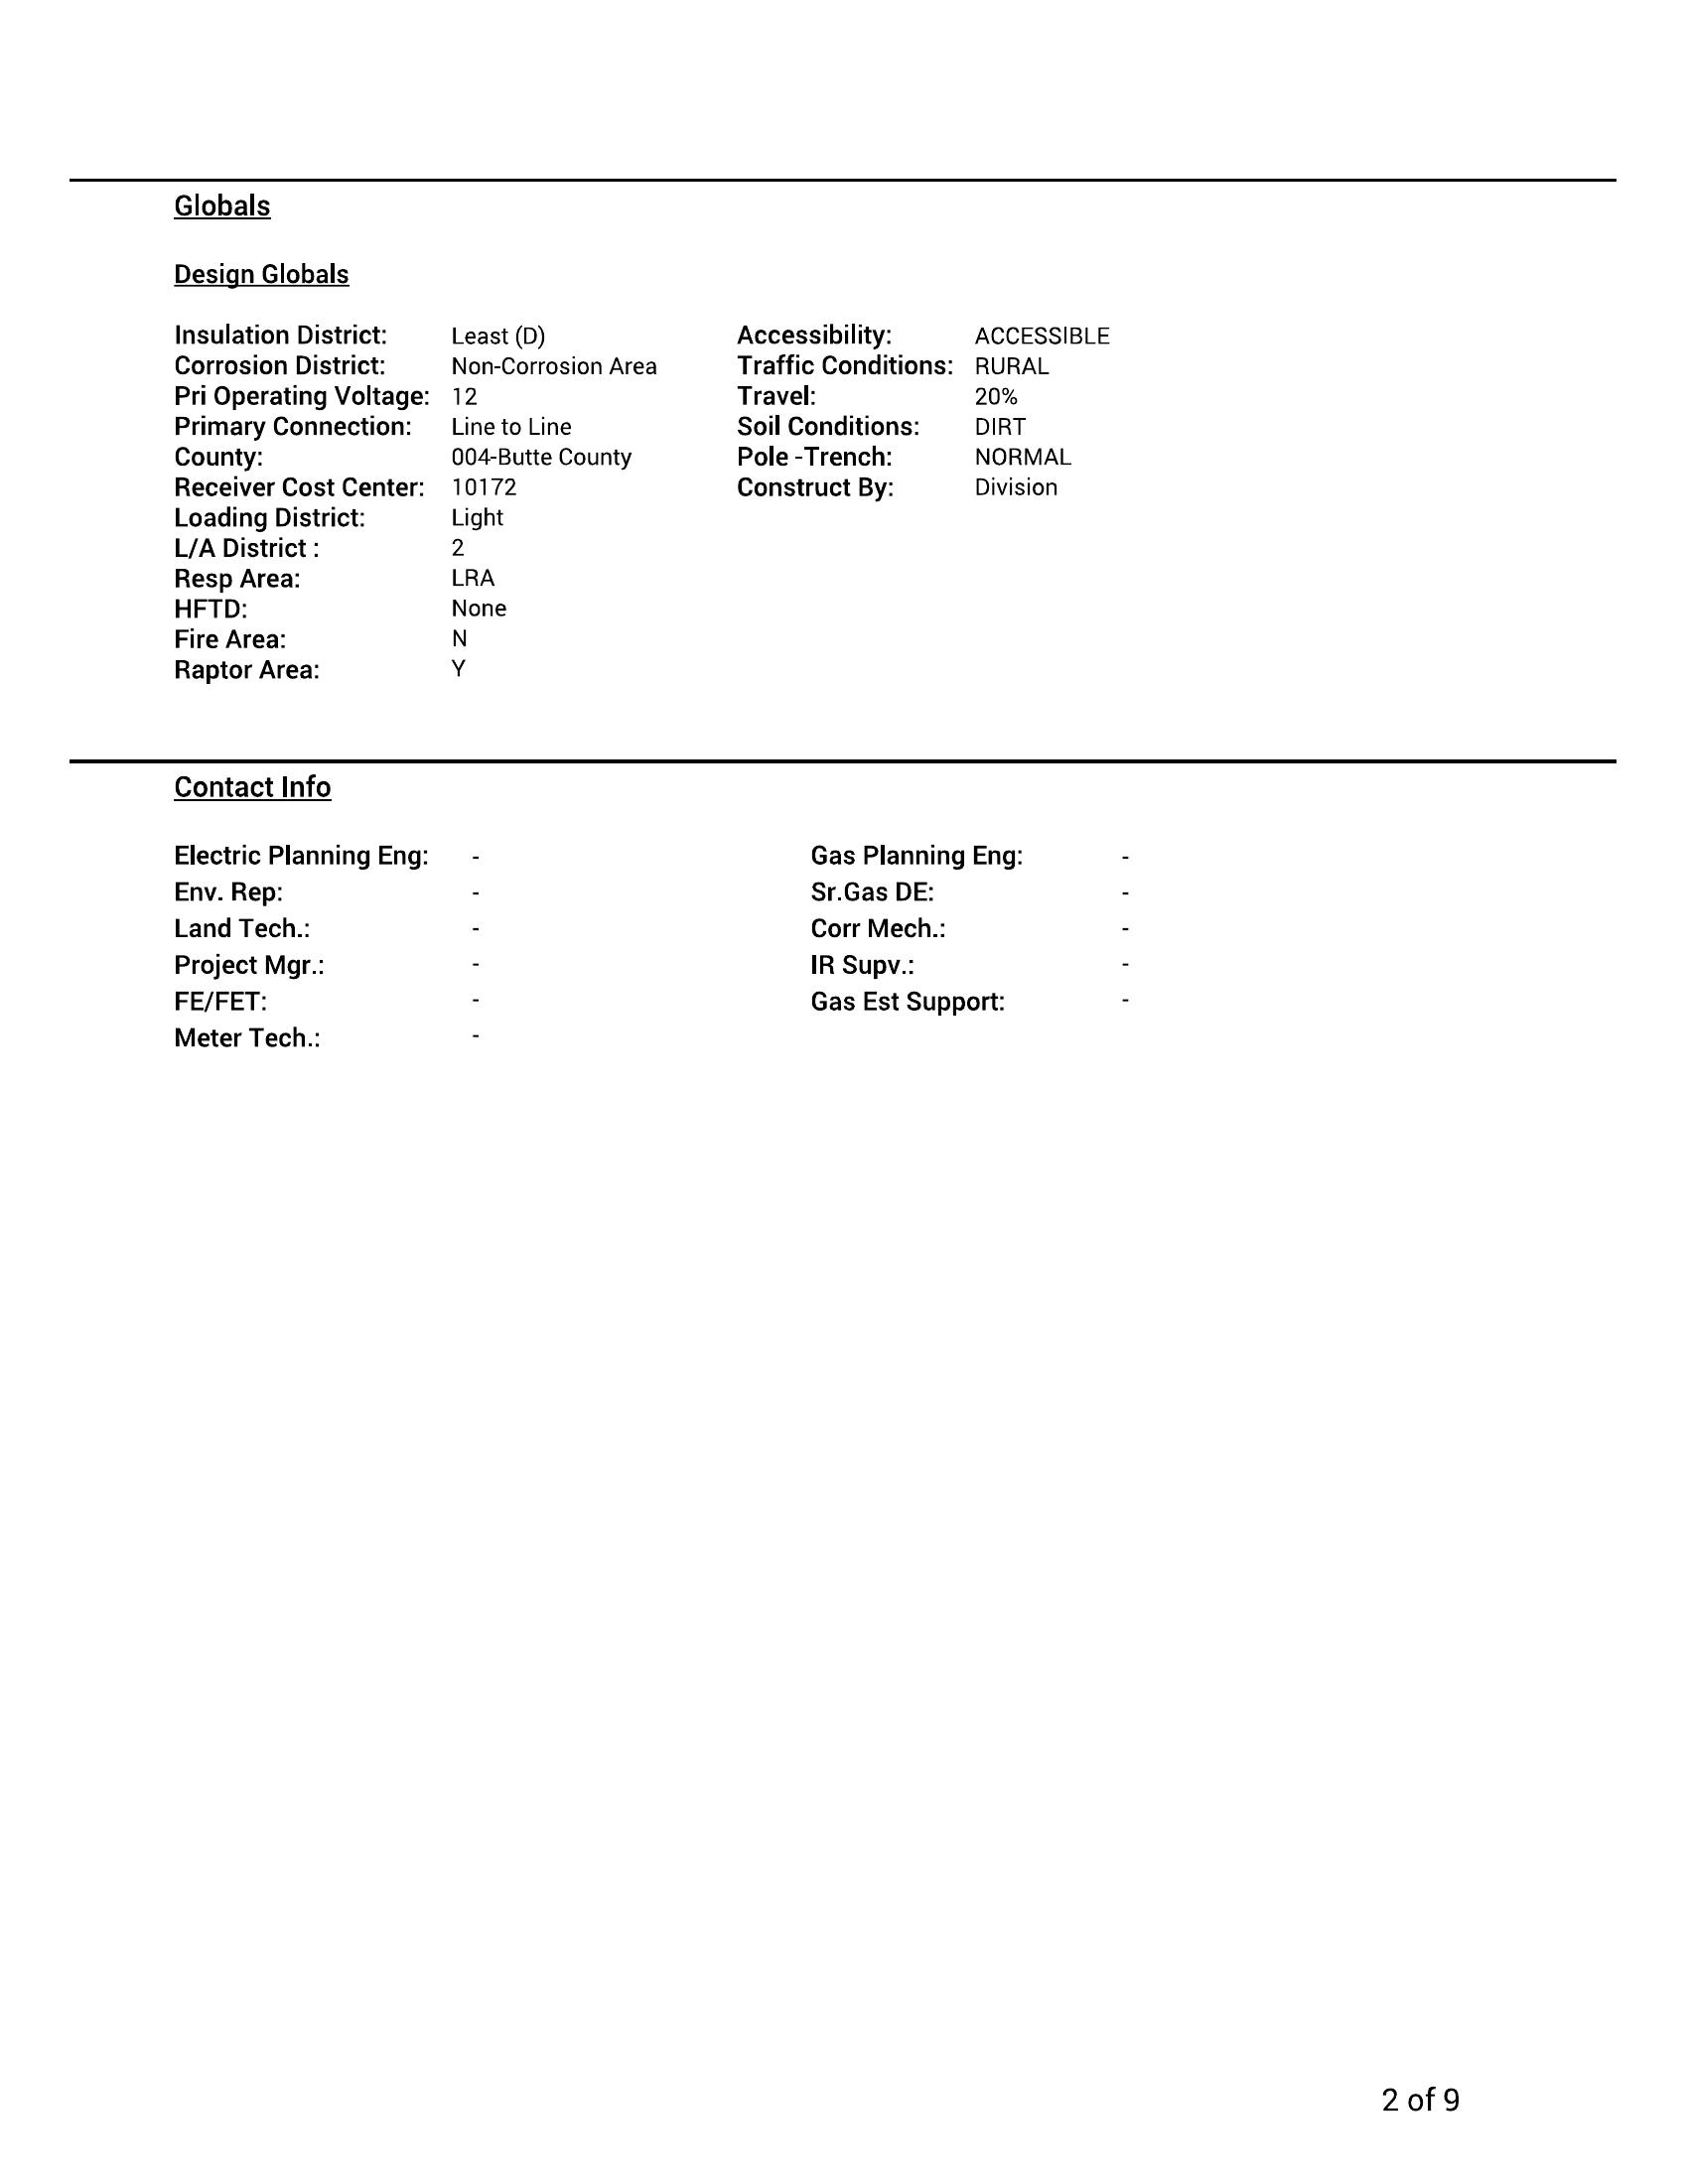 Globals
Design Globals
Insulation District: Least (D) Accessibility: ACCESSIBLE
Corrosion District: Non-Corrosion Area Traffic Conditions: RURAL
Pri Operating Voltage: 12 Travel: 20%
Primary Connection: Line to Line Soil Conditions: DIRT
County: 004-Butte County Pole -Trench: NORMAL
Receiver Cost Center: 10172 Construct By: Division
Loading District: Light
L/A District : 2
Resp Area: LRA
HFTD: None
Fire Area: N
Raptor Area: Y
Contact Info
Electric Planning Eng: - Gas Planning Eng: -
Env. Rep: - Sr.Gas DE: -
Land Tech.: - Corr Mech.: -
Project Mgr.: - IR Supv.: -
FE/FET: - Gas Est Support: -
Meter Tech.: -
2 of 9